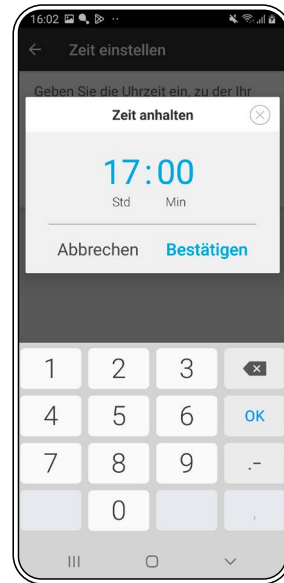 16:02
Zeit einstellen
Geben Sie die Uhrzeit ein, zu der Ihr
Zeit anhalten
17:00
Std Min
Abbrechen Bestätigen
1 2 3
4 5 6 OK
7 8 9 .-
0 ,